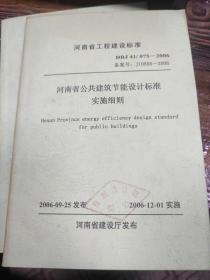 河南省工程建设标准
DBJ 41/075-2006
备案号: J10880-2006
河南省公共建筑节能设计标准
实施细则
Henan Province energy efficiency design standard
for public buildings
2006-09-25 发布
2006-12-01 实施
河南省建设厅发布